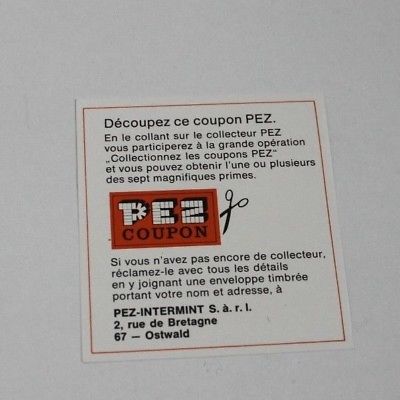 Découpez ce coupon PEZ.
En le collant sur le collecteur PEZ
vous participerez à la grande opération
„Collectionnez les coupons PEZ“
et vous pouvez obtenir l'une ou plusieurs
des sept magnifiques primes.
PEZ
COUPON
Si vous n'avez pas encore de collecteur,
réclamez-le avec tous les détails
en y joignant une enveloppe timbrée
portant votre nom et adresse, à
PEZ-INTERMINT S. à. r. l.
2, rue de Bretagne
67 — Ostwald